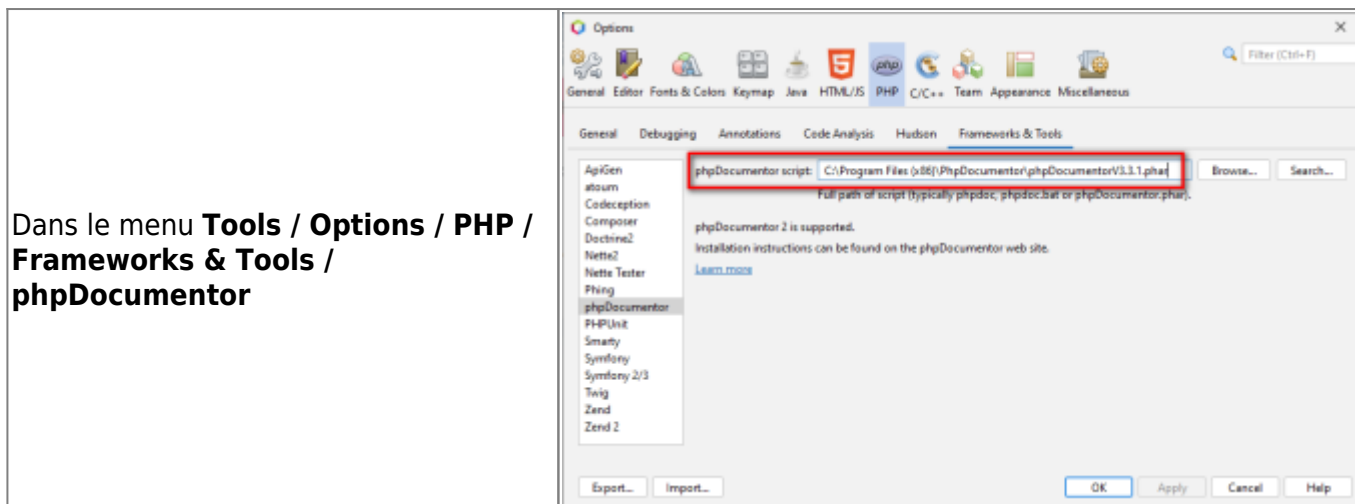 Dans le menu Tools / Options / PHP /
Frameworks & Tools /
phpDocumentor
Options
Filter (Ctrl+F)
General Editor Fonts & Colors Keymap Java HTML/JS PHP C/C++ Team Appearance Miscellaneous
General Debugging Annotations Code Analysis Hudson Frameworks & Tools
ApiGen
atoum
Codeception
Composer
Doctrine2
Nette2
Nette Tester
Phing
phpDocumentor
PHPUnit
Smarty
Symfony
Symfony 2/3
Twig
Zend
Zend 2
phpDocumentor script: C:\Program Files (x86)\PhpDocumentor\phpDocumentorV3.3.1.phar Browse... Search...
Full path of script (typically phpdoc, phpdoc.bat or phpDocumentor.phar).
phpDocumentor 2 is supported.
Installation instructions can be found on the phpDocumentor web site.
Learn more
Export... Import... OK Apply Cancel Help